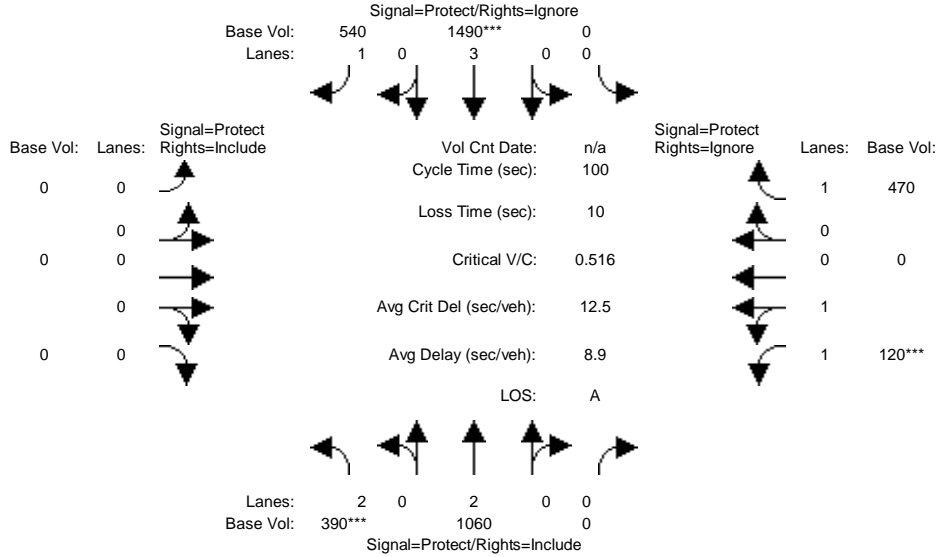 Signal=Protect/Rights=Ignore
Base Vol: 540 1490*** 0
Lanes: 1 0 3 0 0
Signal=Protect Signal=Protect
Base Vol: Lanes: Rights=Include Vol Cnt Date: n/a Rights=Ignore Lanes: Base Vol:
Cycle Time (sec): 100
0 0 1 470
Loss Time (sec): 10
0 0
0 0 Critical V/C: 0.516 0 0
0 Avg Crit Del (sec/veh): 12.5 1
0 0 Avg Delay (sec/veh): 8.9 1 120***
LOS: A
Lanes: 2 0 2 0 0
Base Vol: 390*** 1060 0
Signal=Protect/Rights=Include